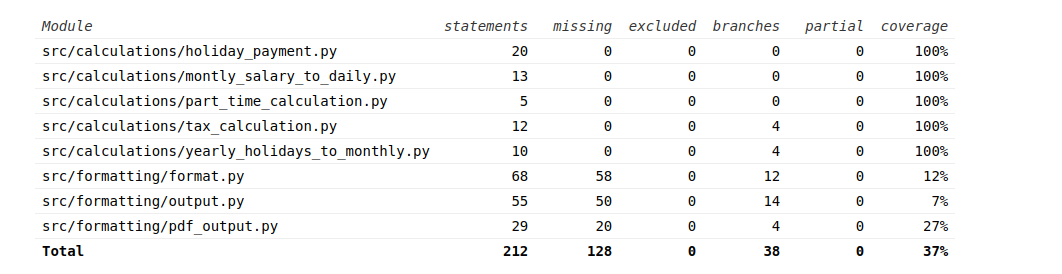 Module statements missing excluded branches partial coverage
src/calculations/holiday_payment.py 20 0 0 0 0 100%
src/calculations/montly_salary_to_daily.py 13 0 0 0 0 100%
src/calculations/part_time_calculation.py 5 0 0 0 0 100%
src/calculations/tax_calculation.py 12 0 0 4 0 100%
src/calculations/yearly_holidays_to_monthly.py 10 0 0 4 0 100%
src/formatting/format.py 68 58 0 12 0 12%
src/formatting/output.py 55 50 0 14 0 7%
src/formatting/pdf_output.py 29 20 0 4 0 27%
Total 212 128 0 38 0 37%